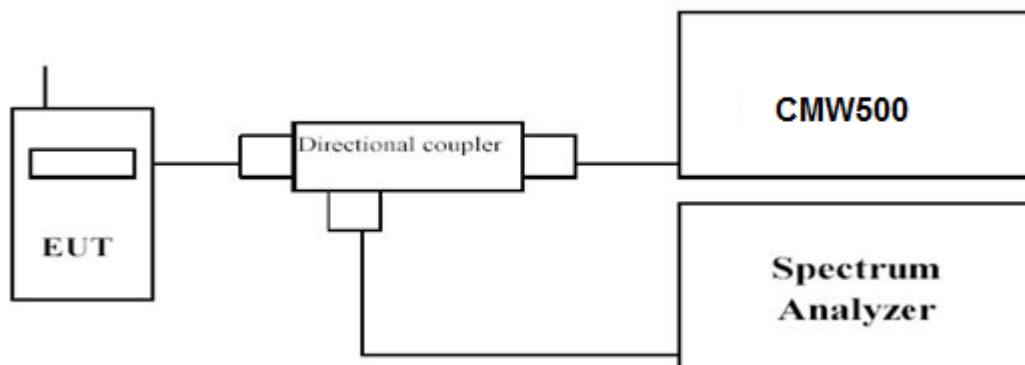 CMW500
Directional coupler
EUT
Spectrum
Analyzer